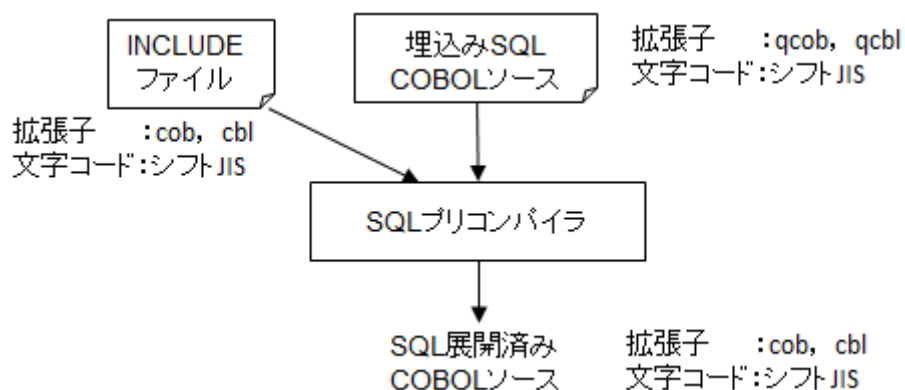 INCLUDE
ファイル
埋込みSQL
COBOLソース
拡張子　:qcob, qcbl
文字コード:シフトJIS
拡張子　:cob, cbl
文字コード:シフトJIS
SQLプリコンパイラ
SQL展開済み
COBOLソース
拡張子　:cob, cbl
文字コード:シフトJIS